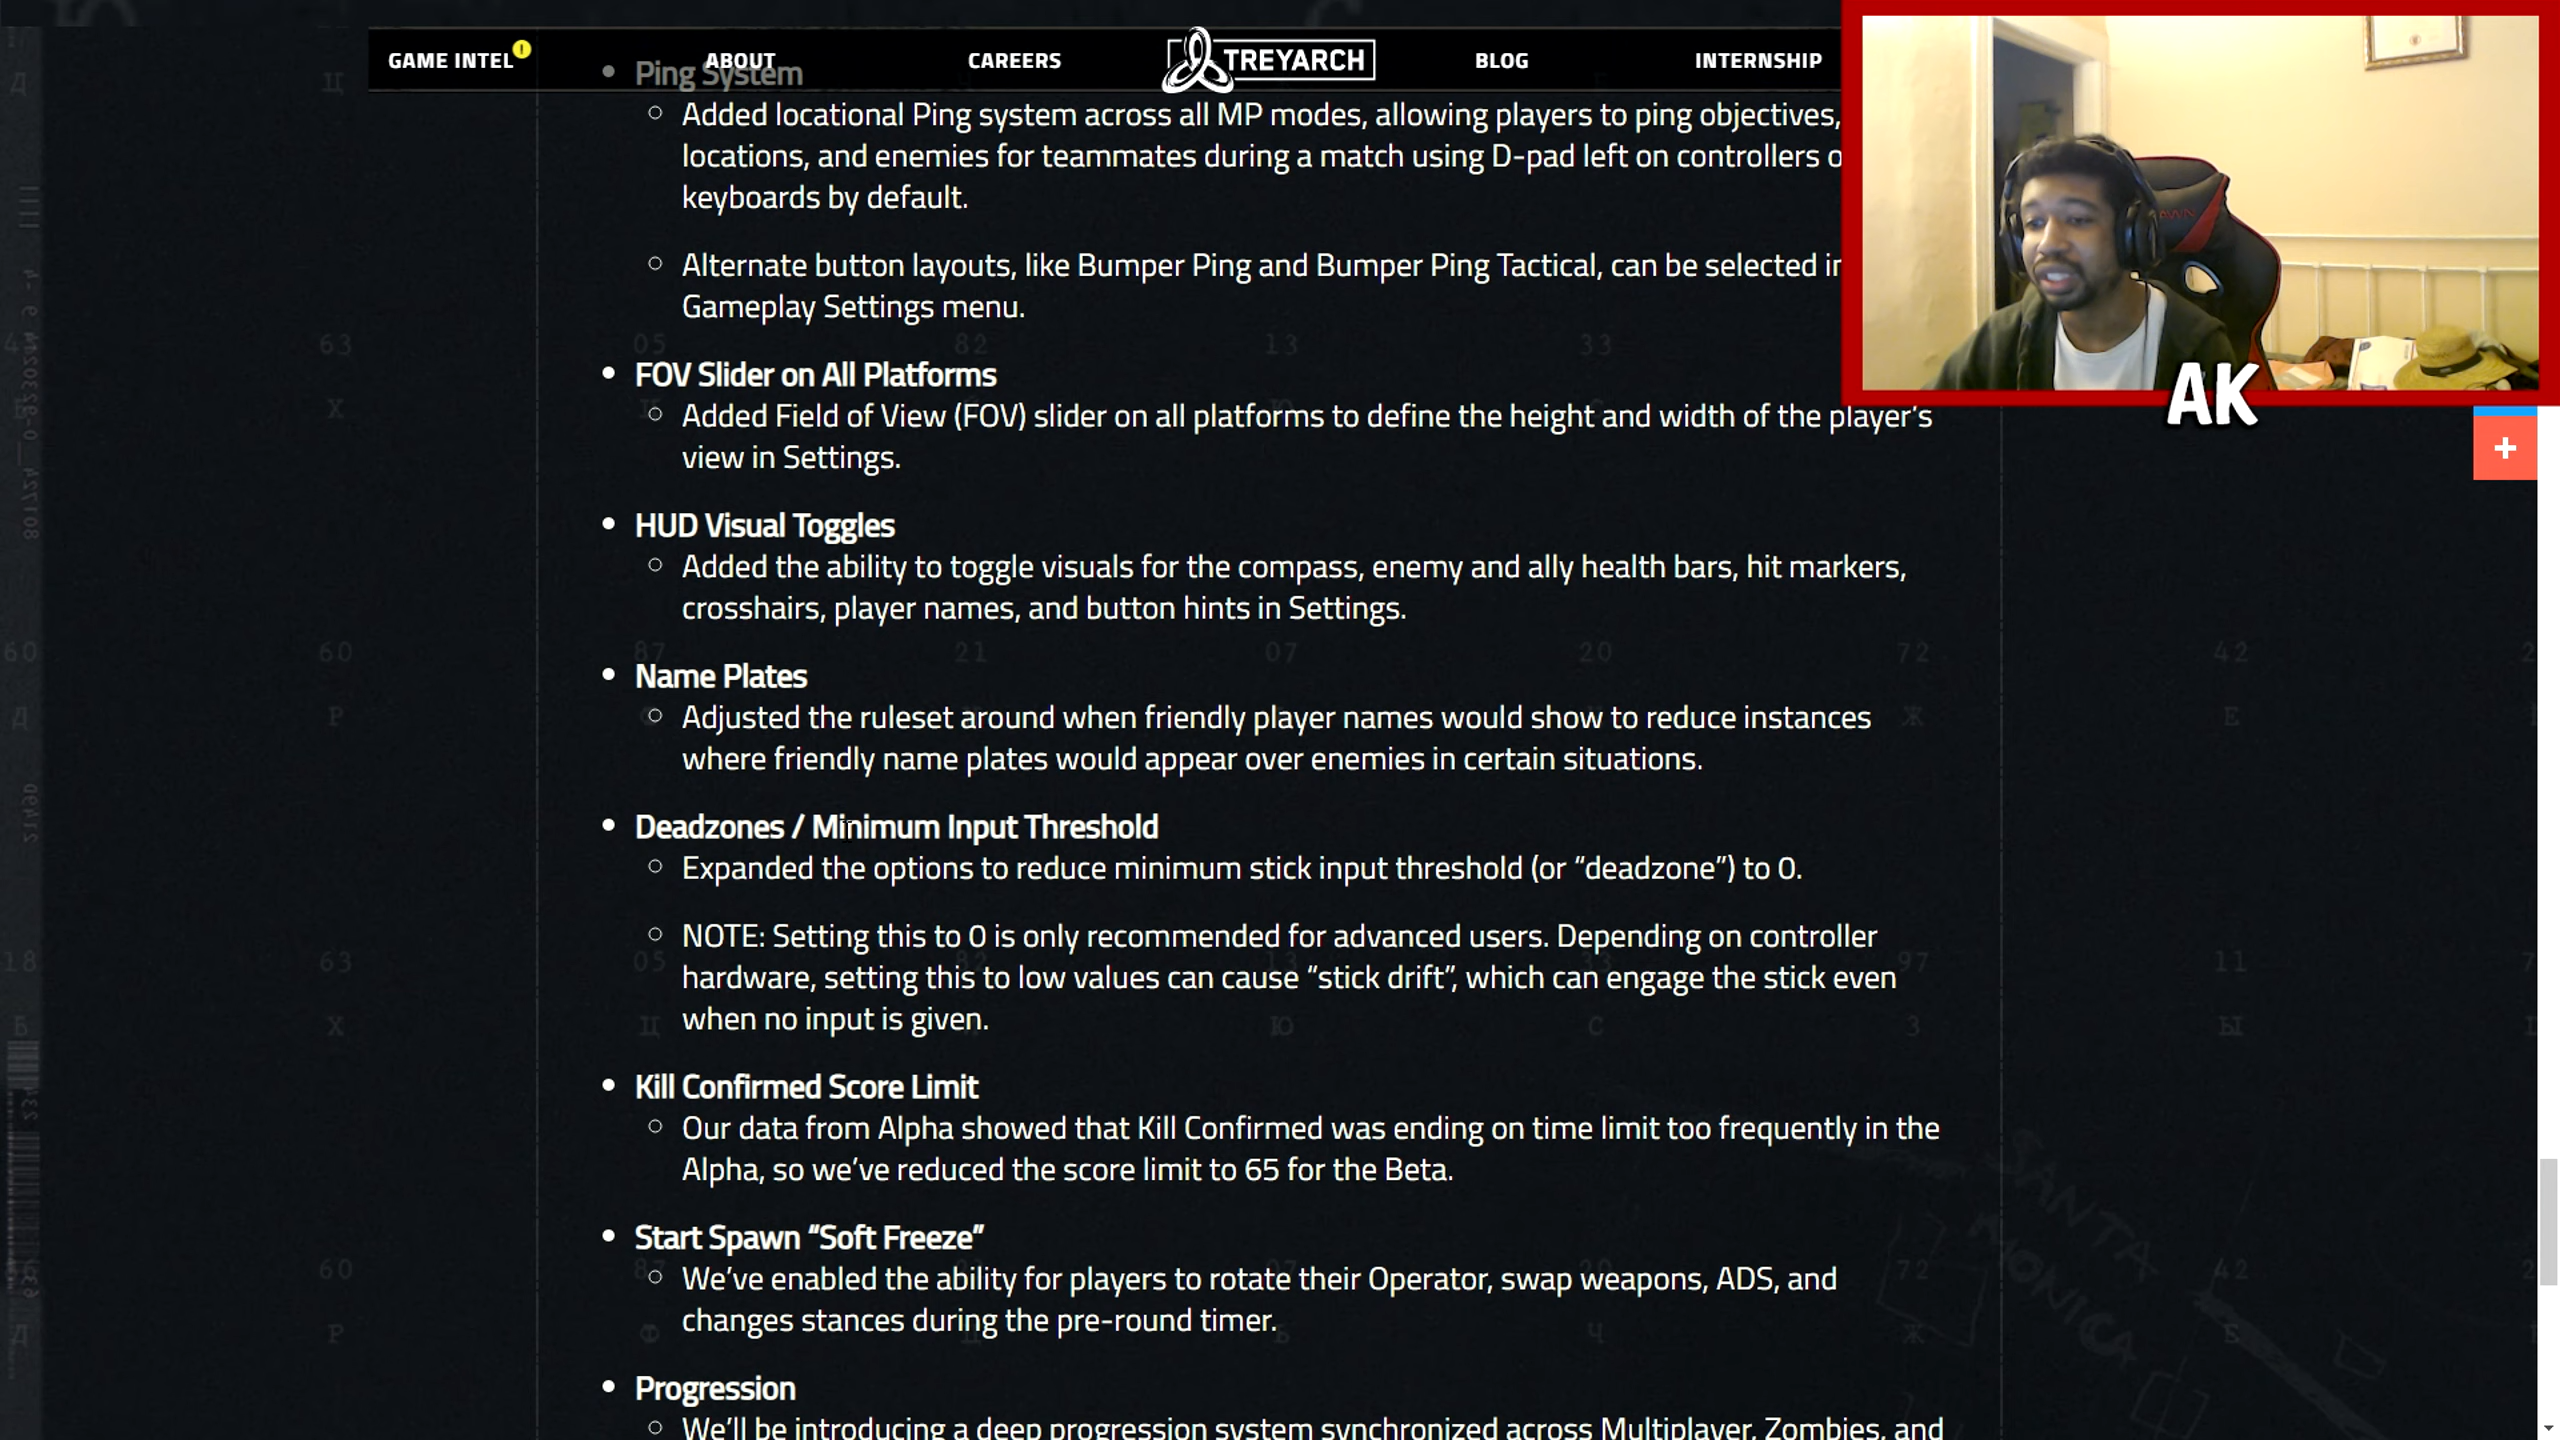 GAME INTEL
ABOUT
CAREERS
TREYARCH
BLOG
INTERNSHIP
Ping System
Added locational Ping system across all MP modes, allowing players to ping objectives,
locations, and enemies for teammates during a match using D-pad left on controllers
keyboards by default.
Alternate button layouts, like Bumper Ping and Bumper Ping Tactical, can be selected
Gameplay Settings menu.
AK
FOV Slider on All Platforms
Added Field of View (FOV) slider on all platforms to define the height and width of the player's
view in Settings.
HUD Visual Toggles
Added the ability to toggle visuals for the compass, enemy and ally health bars, hit markers,
crosshairs, player names, and button hints in Settings.
Name Plates
Adjusted the ruleset around when friendly player names would show to reduce instances
where friendly name plates would appear over enemies in certain situations.
Deadzones / Minimum Input Threshold
Expanded the options to reduce minimum stick input threshold (or “deadzone”) to 0.
NOTE: Setting this to 0 is only recommended for advanced users. Depending on controller
hardware, setting this to low values can cause “stick drift”, which can engage the stick even
when no input is given.
Kill Confirmed Score Limit
Our data from Alpha showed that Kill Confirmed was ending on time limit too frequently in the
Alpha, so we’ve reduced the score limit to 65 for the Beta.
Start Spawn “Soft Freeze”
We’ve enabled the ability for players to rotate their Operator, swap weapons, ADS, and
changes stances during the pre-round timer.
Progression
We’ll be introducing a deep progression system synchronized across Multiplayer, Zombies, and
SANTA
MONICA